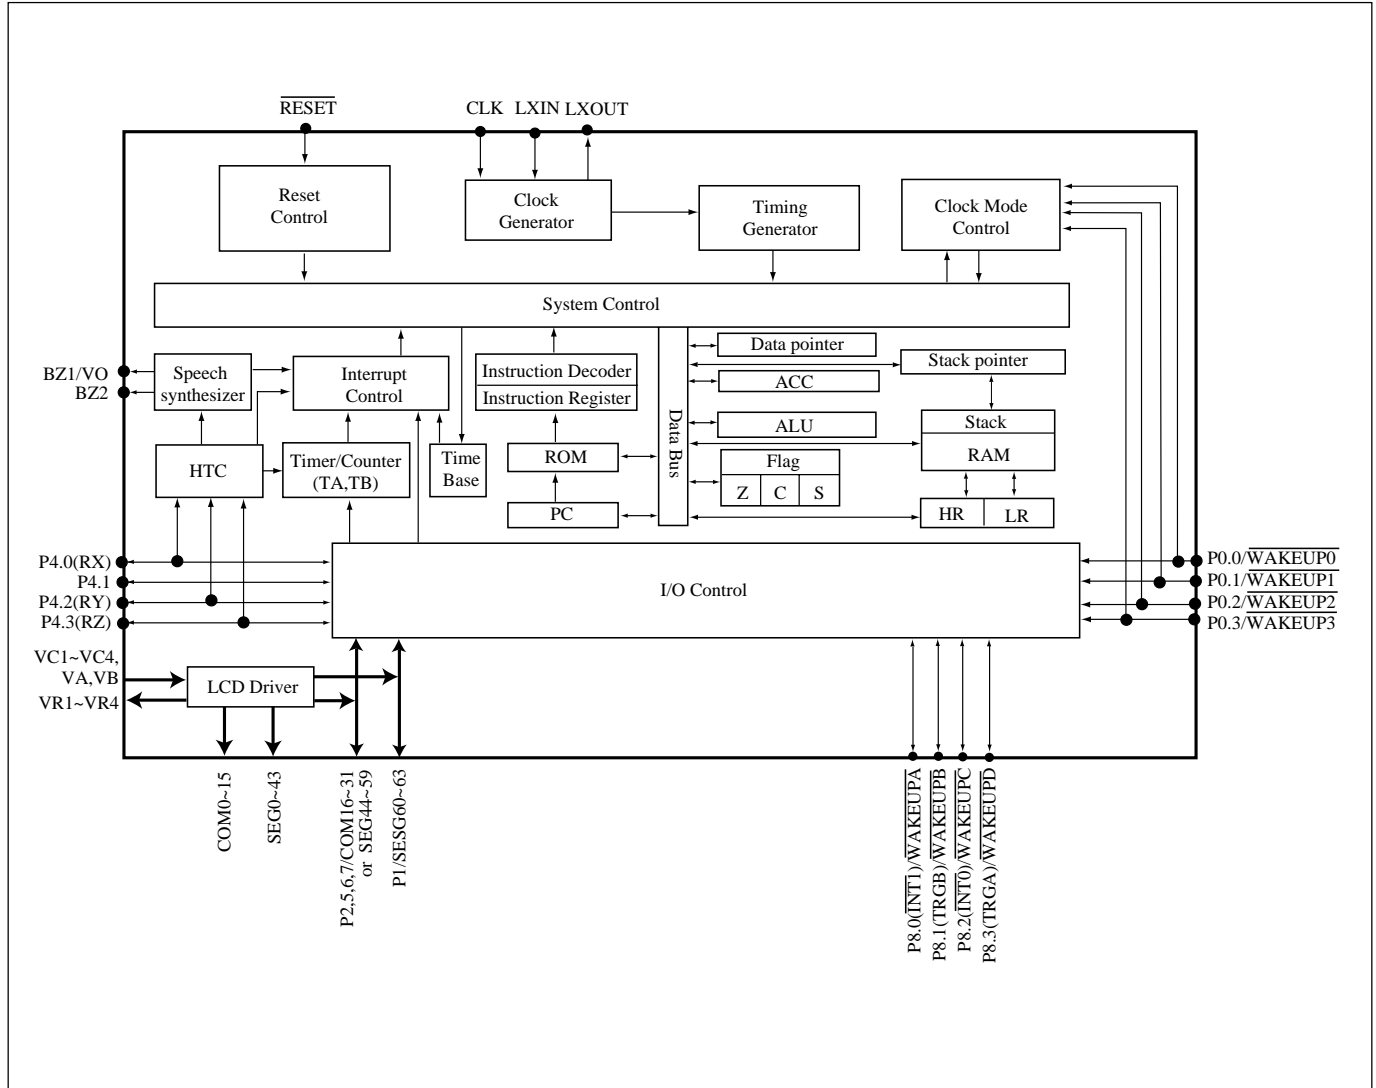 RESET
CLK LXIN LXOUT
Reset
Control
Clock
Generator
Timing
Generator
Clock Mode
Control
System Control
BZ1/VO
BZ2
Speech
synthesizer
Interrupt
Control
Instruction Decoder
Instruction Register
Data Bus
Data pointer
Stack pointer
ACC
ALU
Stack
RAM
HTC
Timer/Counter
(TA,TB)
Time
Base
ROM
Flag
Z C S
PC
HR LR
P4.0(RX)
P4.1
P4.2(RY)
P4.3(RZ)
I/O Control
P0.0/WAKEUP0
P0.1/WAKEUP1
P0.2/WAKEUP2
P0.3/WAKEUP3
VC1~VC4,
VA,VB
VR1~VR4
LCD Driver
COM0~15
SEG0~43
P2,5,6,7/COM16~31
or SEG44~59
P1/SESG60~63
P8.0(INT1)/WAKEUPA
P8.1(TRGB)/WAKEUPB
P8.2(INT0)/WAKEUPC
P8.3(TRGA)/WAKEUPD